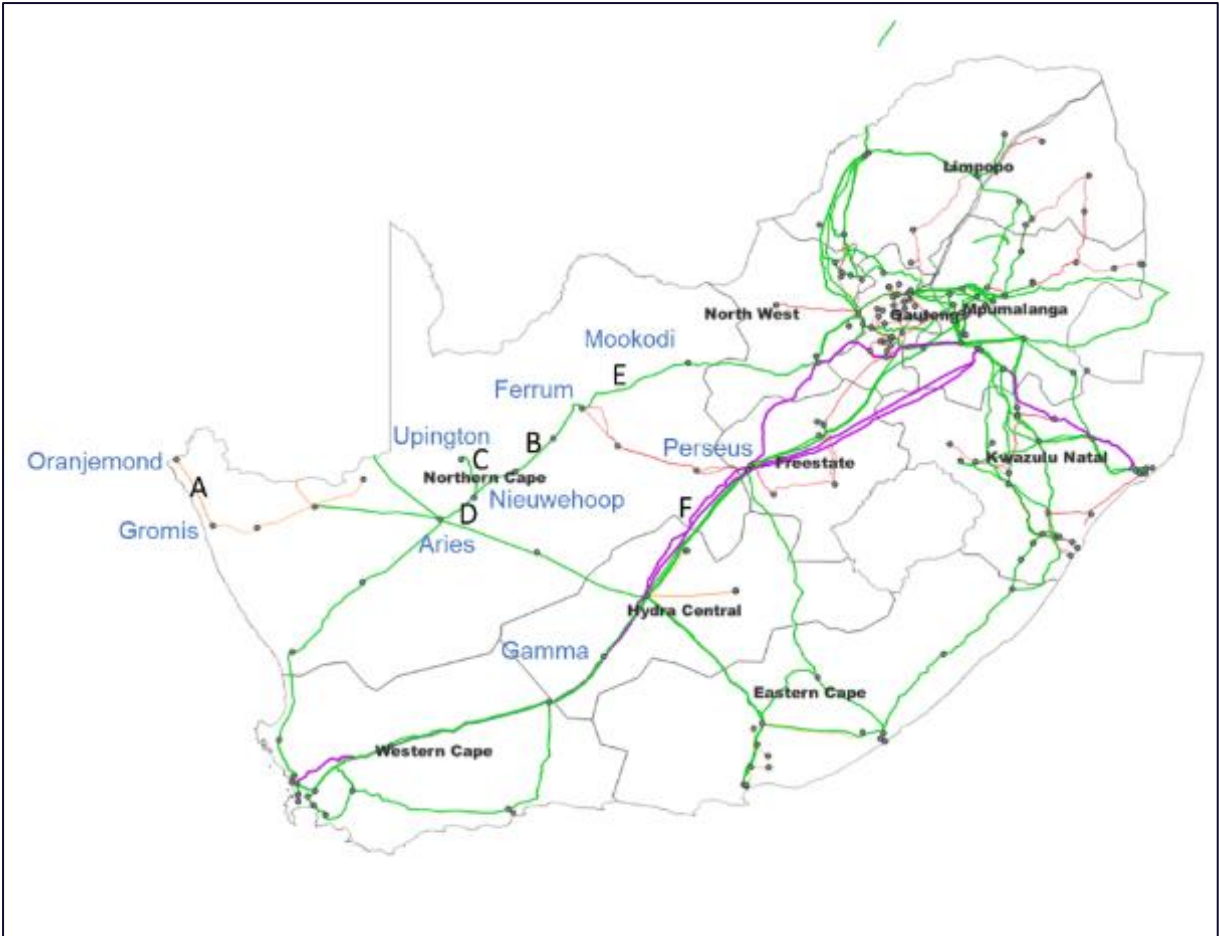 Limpopo
North West
Gauteng
Mpumalanga
Mookodi
E
Ferrum
Upington
B
Oranjemond
C
Perseus
Freestate
Kwazulu Natal
Northern Cape
A
Nieuwehoop
D
F
Gromis
Aries
Hydra Central
Gamma
Eastern Cape
Western Cape